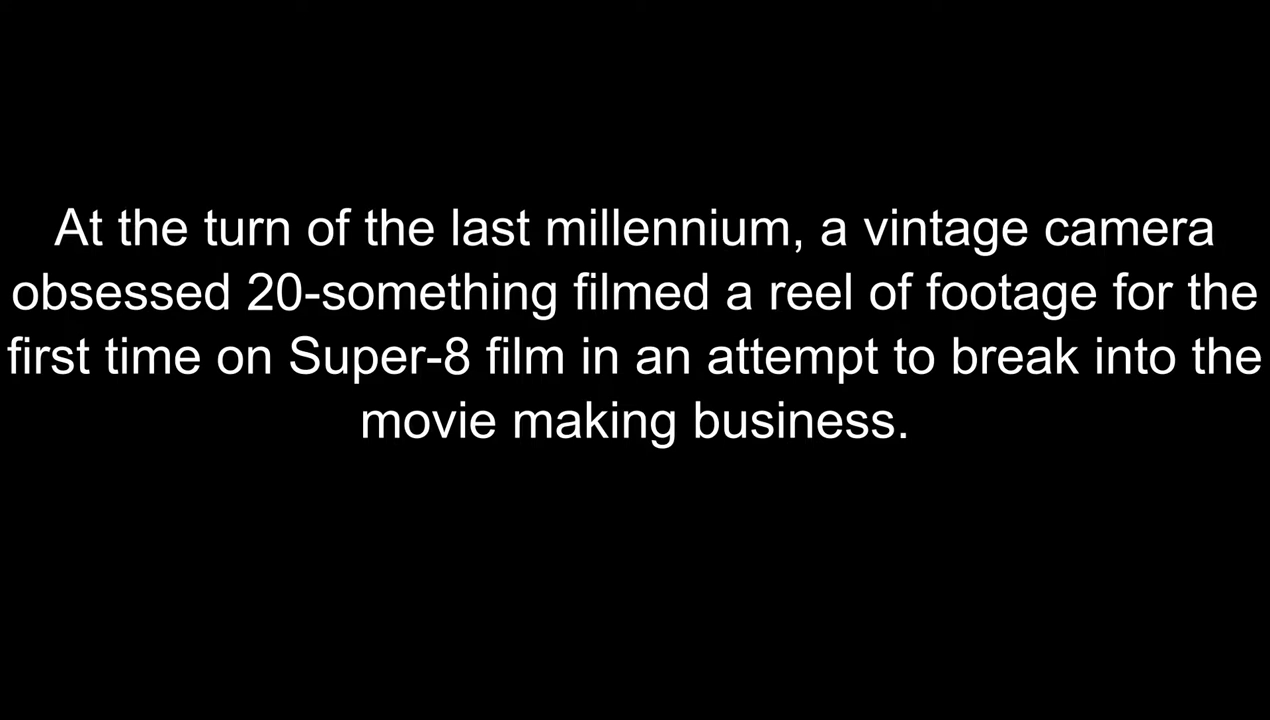 At the turn of the last millennium, a vintage camera
obsessed 20-something filmed a reel of footage for the
first time on Super-8 film in an attempt to break into the
movie making business.